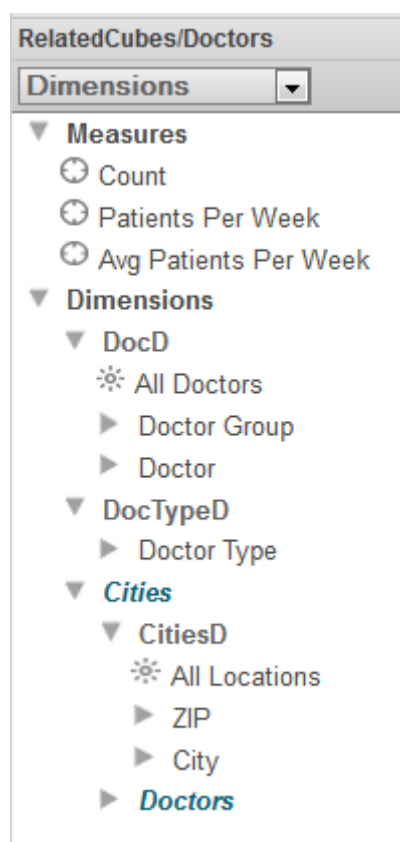 RelatedCubes/Doctors
Dimensions
Measures
Count
Patients Per Week
Avg Patients Per Week
Dimensions
DocD
All Doctors
Doctor Group
Doctor
DocTypeD
Doctor Type
Cities
CitiesD
All Locations
ZIP
City
Doctors